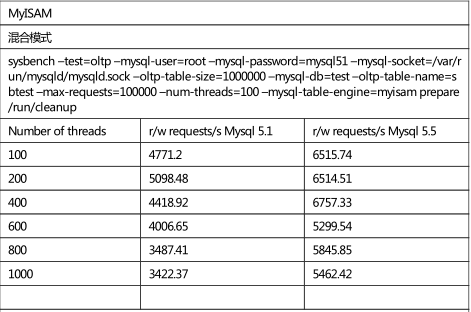 MyISAM
混合模式
sysbench –test=oltp –mysql-user=root –mysql-password=mysql51 –mysql-socket=/var/r
un/mysqld/mysqld.sock –oltp-table-size=1000000 –mysql-db=test –oltp-table-name=s
btest –max-requests=100000 –num-threads=100 –mysql-table-engine=myisam prepare
/run/cleanup
Number of threads r/w requests/s Mysql 5.1 r/w requests/s Mysql 5.5
100 4771.2 6515.74
200 5098.48 6514.51
400 4418.92 6757.33
600 4006.65 5299.54
800 3487.41 5845.85
1000 3422.37 5462.42